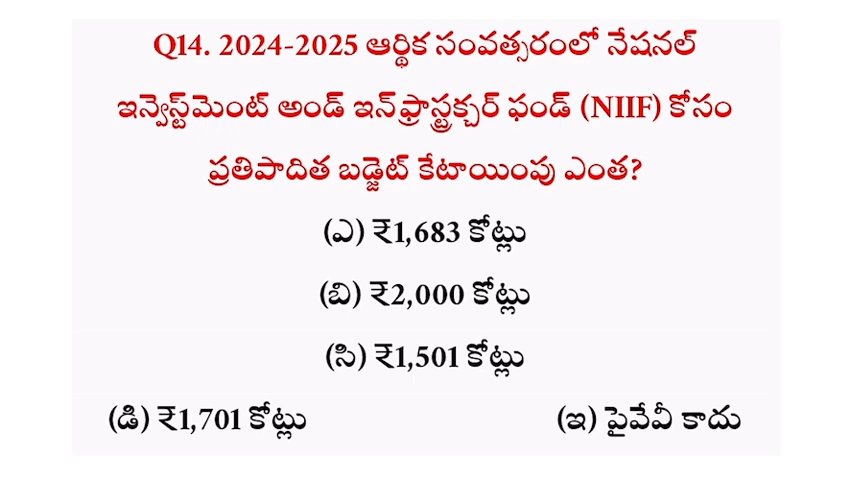 Q14. 2024-2025 ఆర్థిక సంవత్సరంలో నేషనల్
ఇన్వెస్ట్‌మెంట్ అండ్ ఇన్‌ఫ్రాస్ట్రక్చర్ ఫండ్ (NIIF) కోసం
ప్రతిపాదిత బడ్జెట్ కేటాయింపు ఎంత?
(ఎ) ₹1,683 కోట్లు
(బి) ₹2,000 కోట్లు
(సి) ₹1,501 కోట్లు
(డి) ₹1,701 కోట్లు (ఇ) పైవేవీ కాదు